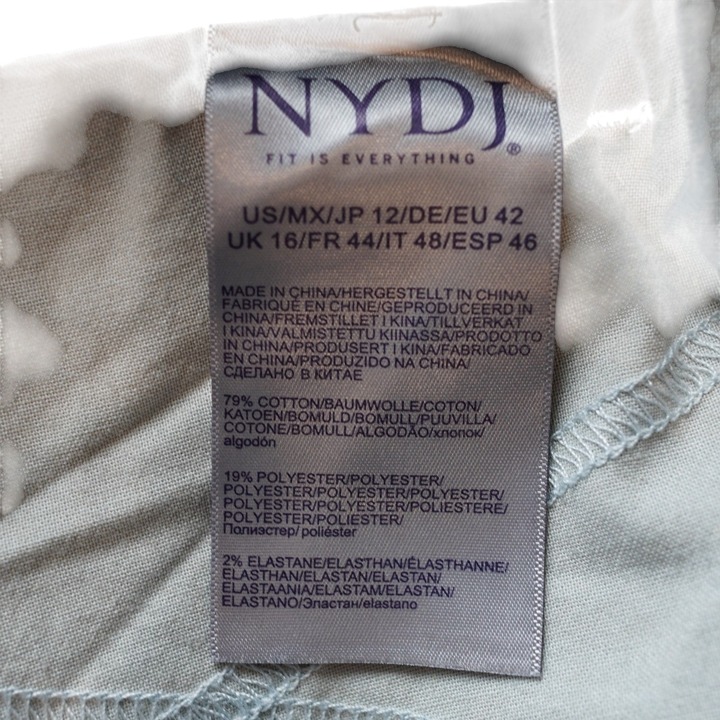 NYDJ®
FIT IS EVERYTHING
US/MX/JP 12/DE/EU 42
UK 16/FR 44/IT 48/ESP 46
MADE IN CHINA/HERGESTELLT IN CHINA/
FABRIQUÉ EN CHINE/GEPRODUCEERD IN
CHINA/FREMSTILLET I KINA/TILLVERKAT
I KINA/VALMISTETTU KIINASSA/PRODOTTO
IN CHINA/PRODUSERT I KINA/FABRICADO
EN CHINA/PRODUZIDO NA CHINA/
СДЕЛАНО В КИТАЕ
79% COTTON/BAUMWOLLE/COTON/
KATOEN/BOMULD/BOMULL/PUUVILLA/
COTONE/BOMULL/ALGODÃO/хлопок/
algodón
19% POLYESTER/POLYESTER/
POLYESTER/POLYESTER/POLYESTER/
POLYESTER/POLYESTER/POLIESTERE/
POLYESTER/POLIESTER/
Полиэстер/poliéster
2% ELASTANE/ELASTHAN/ÉLASTHANNE/
ELASTHAN/ELASTAN/ELASTAN/
ELASTAANIA/ELASTAM/ELASTAN/
ELASTANO/Эластан/elastano